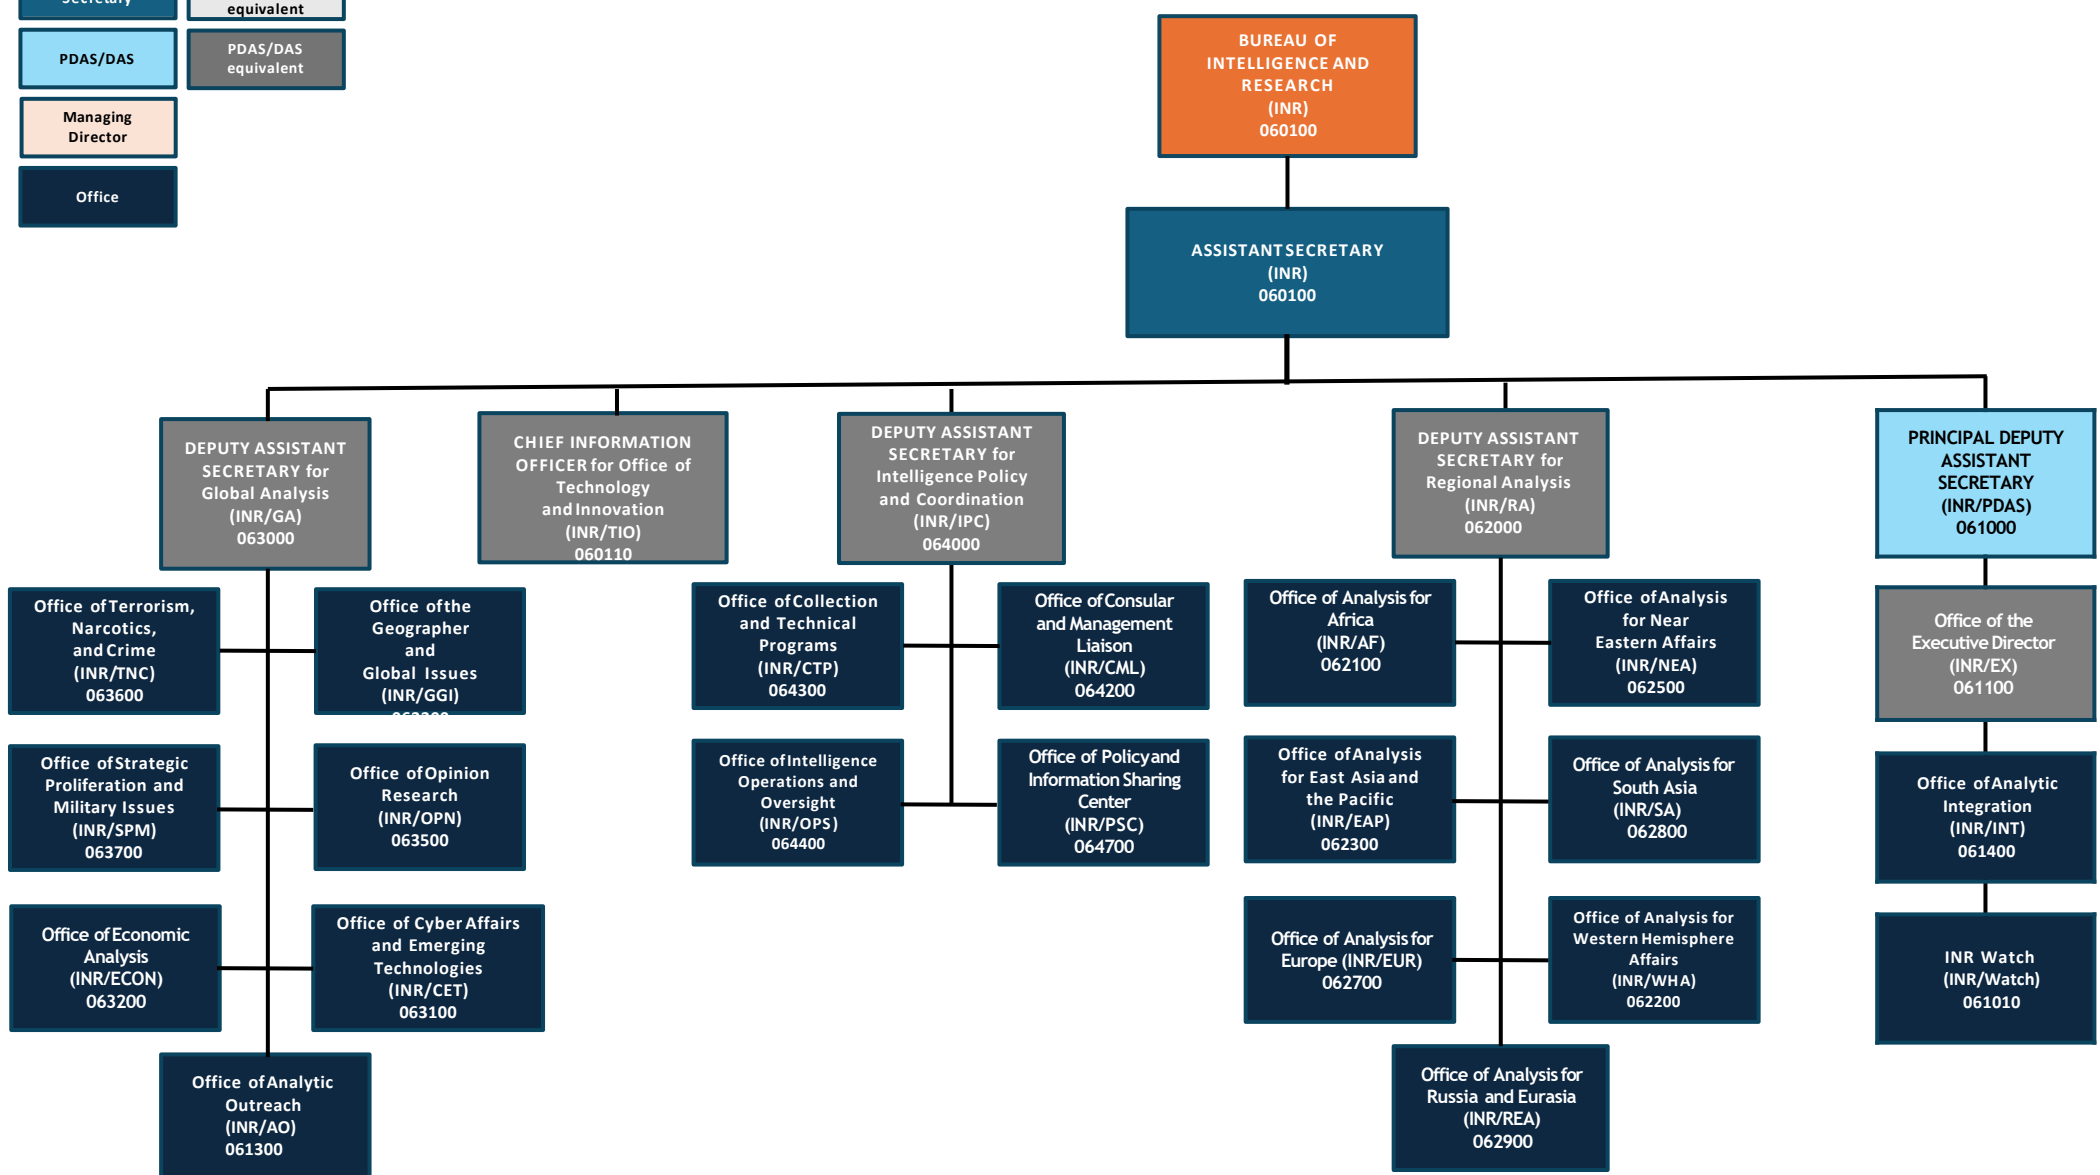 Secretary
equivalent
PDAS/DAS
PDAS/DAS
equivalent
Managing
Director
Office
BUREAU OF
INTELLIGENCE AND
RESEARCH
(INR)
060100
ASSISTANT SECRETARY
(INR)
060100
DEPUTY ASSISTANT
SECRETARY for
Global Analysis
(INR/GA)
063000
CHIEF INFORMATION
OFFICER for Office of
Technology
and Innovation
(INR/TIO)
060110
DEPUTY ASSISTANT
SECRETARY for
Intelligence Policy
and Coordination
(INR/IPC)
064000
DEPUTY ASSISTANT
SECRETARY for
Regional Analysis
(INR/RA)
062000
PRINCIPAL DEPUTY
ASSISTANT
SECRETARY
(INR/PDAS)
061000
Office of Terrorism,
Narcotics,
and Crime
(INR/TNC)
063600
Office of the
Geographer
and
Global Issues
(INR/GGI)
Office of Collection
and Technical
Programs
(INR/CTP)
064300
Office of Consular
and Management
Liaison
(INR/CML)
064200
Office of Analysis for
Africa
(INR/AF)
062100
Office of Analysis
for Near
Eastern Affairs
(INR/NEA)
062500
Office of the
Executive Director
(INR/EX)
061100
Office of Strategic
Proliferation and
Military Issues
(INR/SPM)
063700
Office of Opinion
Research
(INR/OPN)
063500
Office of Intelligence
Operations and
Oversight
(INR/OPS)
064400
Office of Policy and
Information Sharing
Center
(INR/PSC)
064700
Office of Analysis
for East Asia and
the Pacific
(INR/EAP)
062300
Office of Analysis for
South Asia
(INR/SA)
062800
Office of Analytic
Integration
(INR/INT)
061400
Office of Economic
Analysis
(INR/ECON)
063200
Office of Cyber Affairs
and Emerging
Technologies
(INR/CET)
063100
Office of Analysis for
Europe (INR/EUR)
062700
Office of Analysis for
Western Hemisphere
Affairs
(INR/WHA)
062200
INR Watch
(INR/Watch)
061010
Office of Analytic
Outreach
(INR/AO)
061300
Office of Analysis for
Russia and Eurasia
(INR/REA)
062900